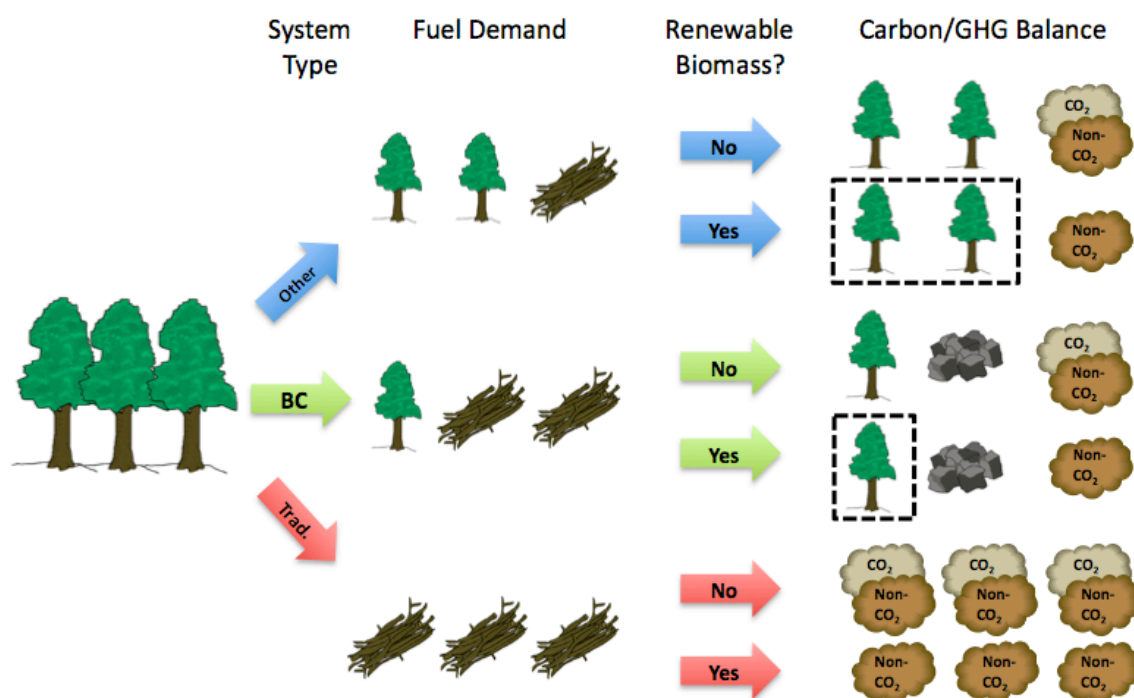 System
Type
Fuel Demand
Renewable
Biomass?
Carbon/GHG Balance
Other
BC
Trad.
No
CO2
Non-
CO2
Yes
Non-
CO2
No
CO2
Non-
CO2
Yes
Non-
CO2
No
CO2
Non-
CO2
CO2
Non-
CO2
CO2
Non-
CO2
Yes
Non-
CO2
Non-
CO2
Non-
CO2